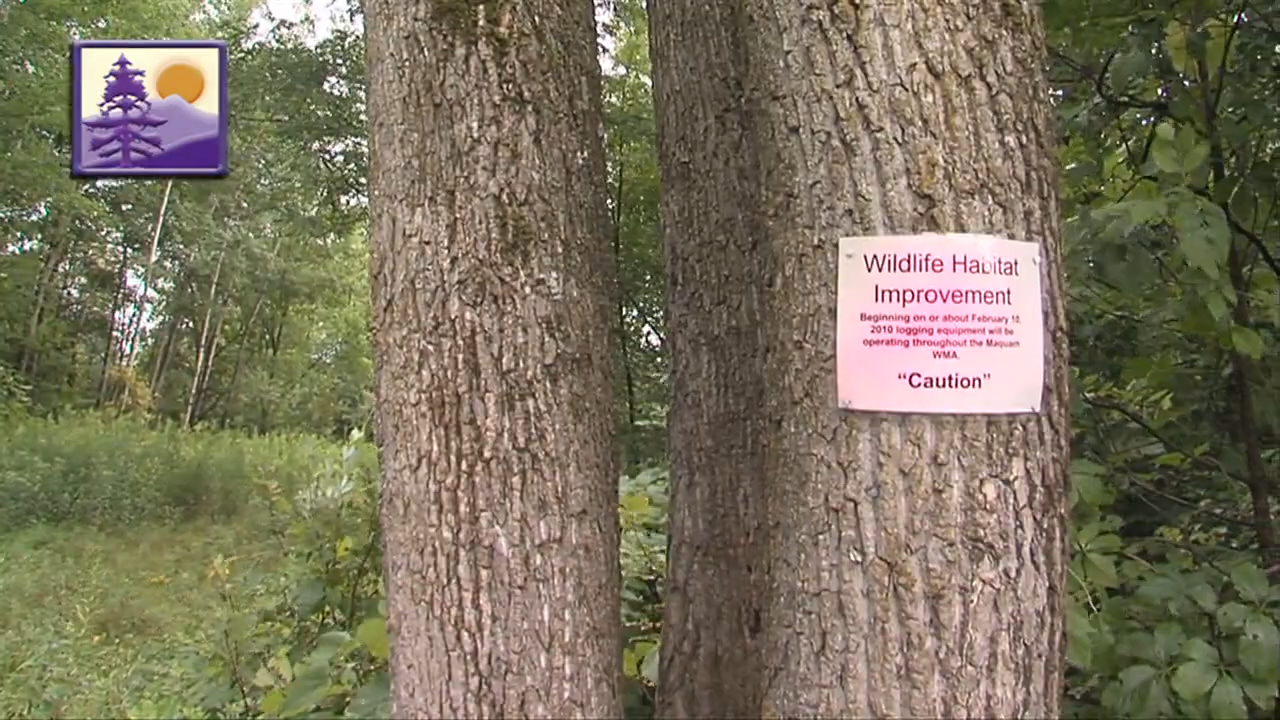 Wildlife Habitat
Improvement
Beginning on or about February 10,
2010 logging equipment will be
operating throughout the Maquam
WMA.
“Caution”